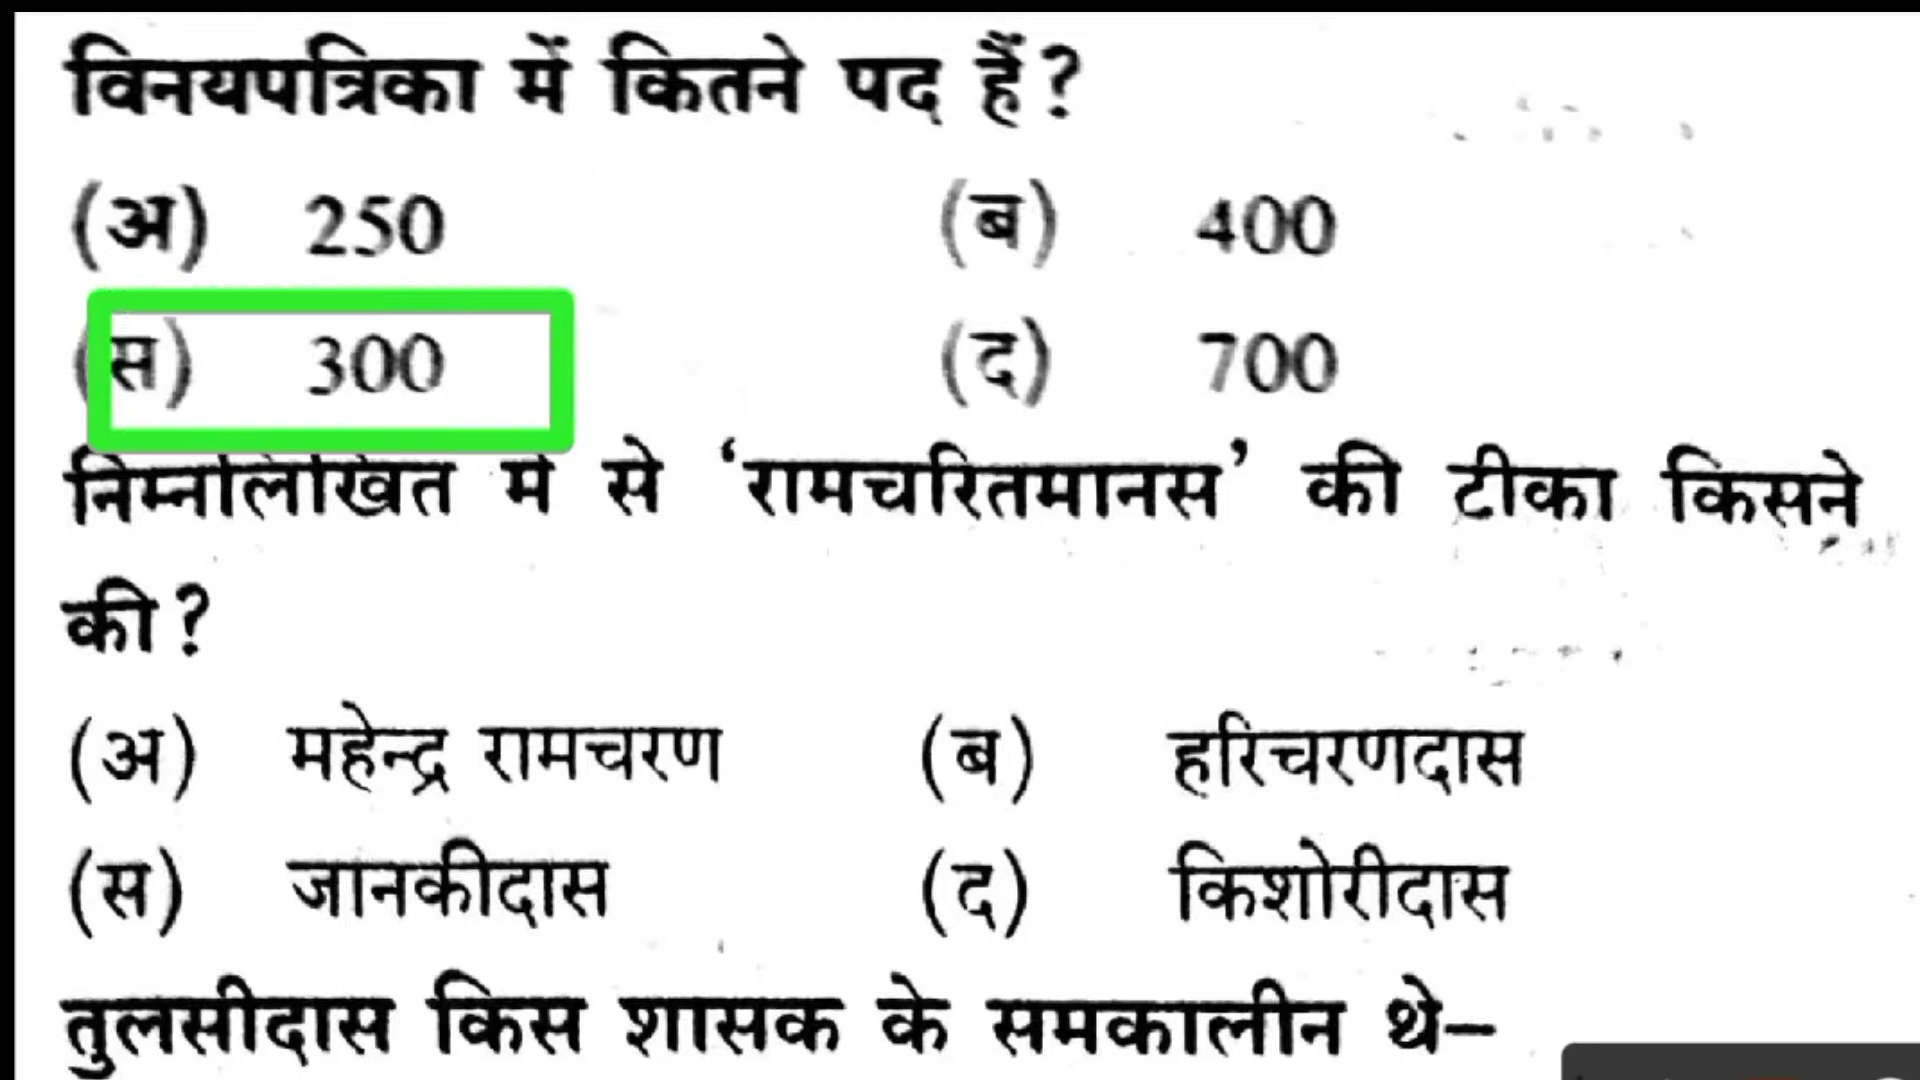 विनयपत्रिका में कितने पद हैं?
(अ) 250 (ब) 400
(स) 300 (द) 700
निम्नलिखित में से ‘रामचरितमानस’ की टीका किसने
की?
(अ) महेन्द्र रामचरण (ब) हरिचरणदास
(स) जानकीदास (द) किशोरीदास
तुलसीदास किस शासक के समकालीन थे–